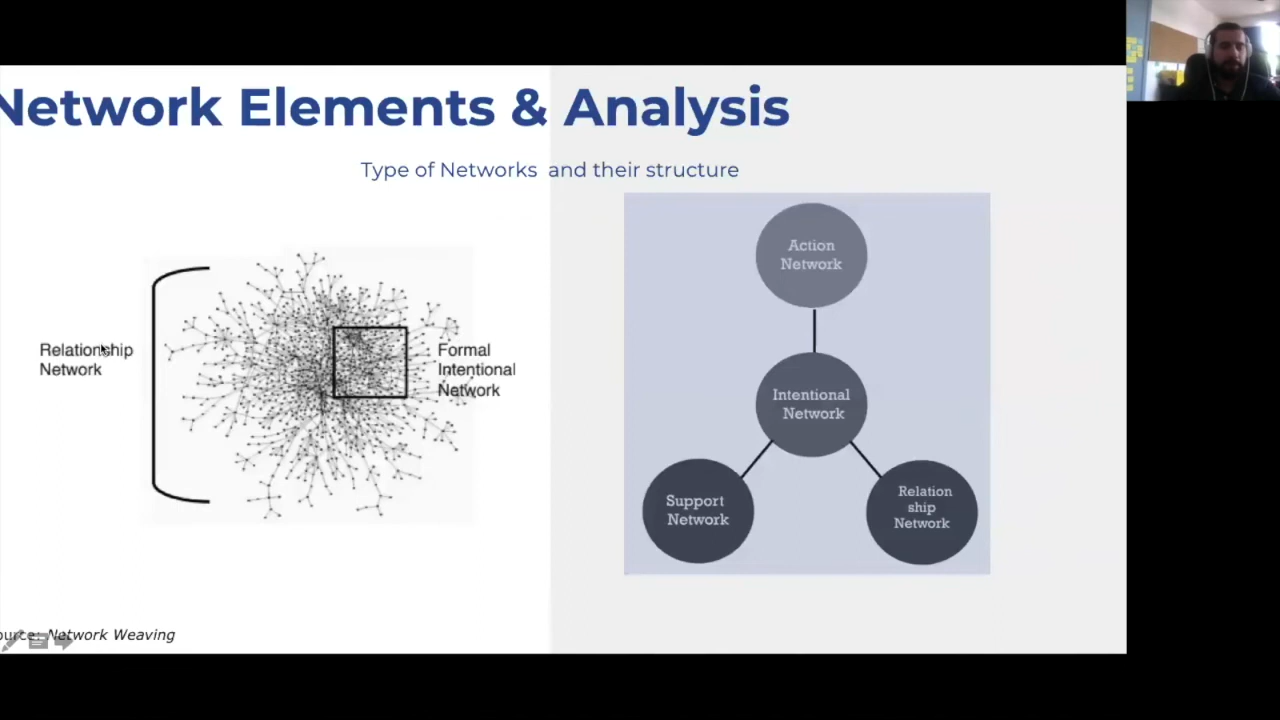 Network Elements & Analysis
Type of Networks and their structure
Relationship
Network
Formal
Intentional
Network
Action
Network
Intentional
Network
Support
Network
Relation
ship
Network
Network Weaving